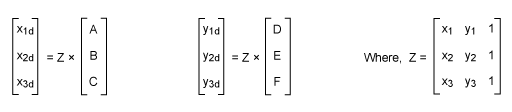 x1d A y1d D x1 y1 1
x2d = Z × B y2d = Z × E Where, Z = x2 y2 1
x3d C y3d F x3 y3 1